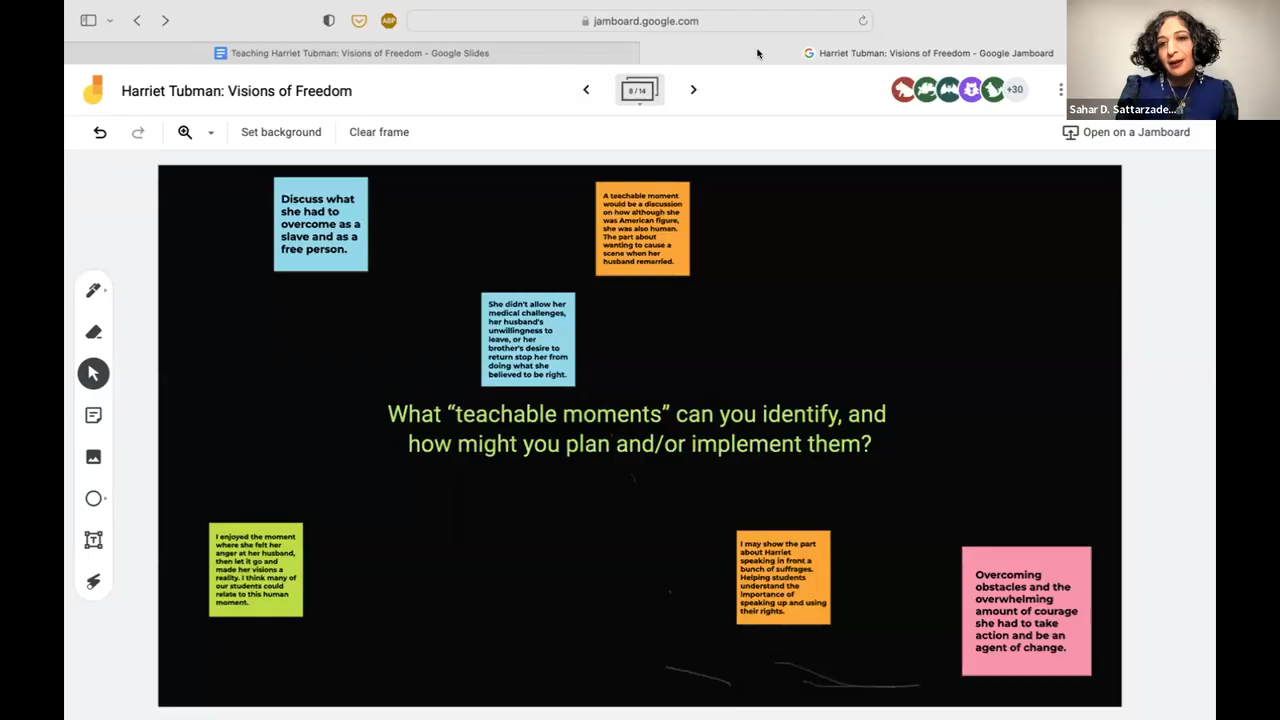 jamboard.google.com
Teaching Harriet Tubman: Visions of Freedom - Google Slides
Harriet Tubman: Visions of Freedom - Google Jamboard
Harriet Tubman: Visions of Freedom
8 / 14
+30
Sahar D. Sattarzade...
Set background
Clear frame
Open on a Jamboard
Discuss what
she had to
overcome as a
slave and as a
free person.
A teachable moment
would be a discussion
on how although she
was American figure,
she was also human.
The part about
wanting to cause a
scene when her
husband remarried.
She didn't allow her
medical challenges,
her husband's
unwillingness to
leave, or her
brother's desire to
return stop her from
doing what she
believed to be right.
What “teachable moments” can you identify, and
how might you plan and/or implement them?
I enjoyed the moment
where she felt her
anger at her husband,
then let it go and
made her visions a
reality. I think many of
our students could
relate to this human
moment.
I may show the part
about Harriet
speaking in front a
bunch of suffrages.
Helping students
understand the
importance of
speaking up and using
their rights.
Overcoming
obstacles and the
overwhelming
amount of courage
she had to take
action and be an
agent of change.
ABP